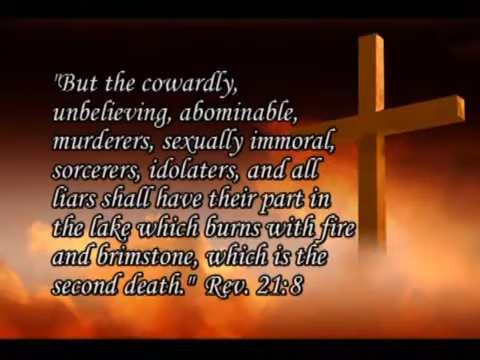 "But the cowardly,
unbelieving, abominable,
murderers, sexually immoral,
sorcerers, idolaters, and all
liars shall have their part in
the lake which burns with fire
and brimstone, which is the
second death." Rev. 21:8